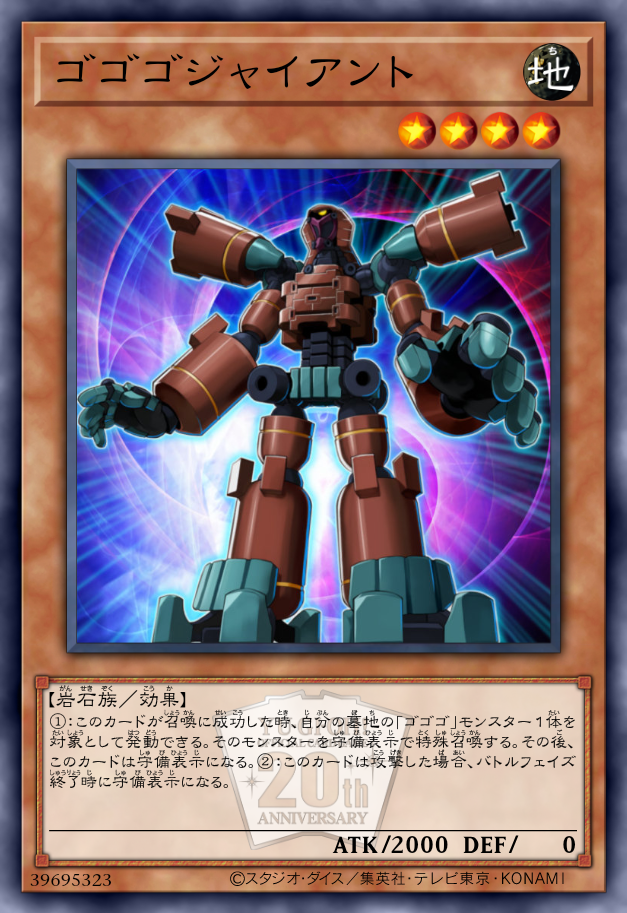 ゴゴゴジャイアント
地
【岩石族／効果】
①：このカードが召喚に成功した時、自分の墓地の「ゴゴゴ」モンスター１体を
対象として発動できる。そのモンスターを守備表示で特殊召喚する。その後、
このカードは守備表示になる。②：このカードは攻撃した場合、バトルフェイズ
終了時に守備表示になる。
YU-GI-OH!
20th
ANNIVERSARY
ATK/2000 DEF/ 0
39695323 ©スタジオ・ダイス／集英社・テレビ東京・KONAMI